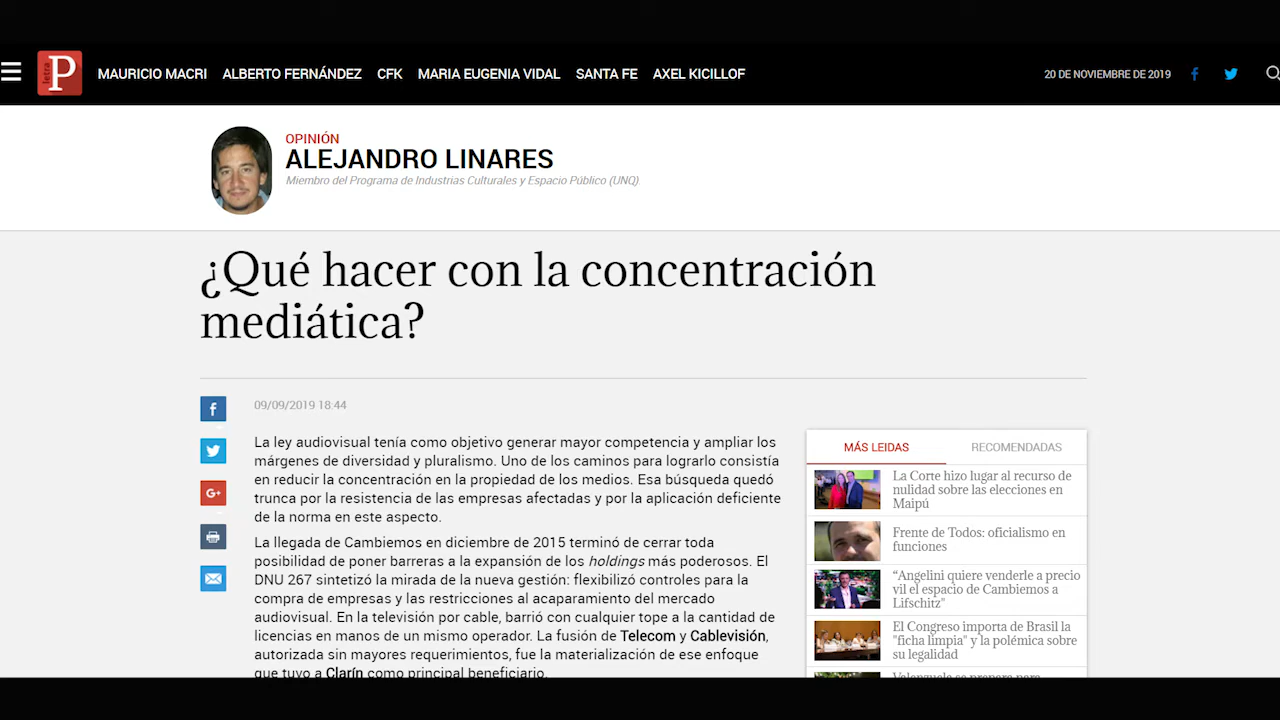 letra P
MAURICIO MACRI ALBERTO FERNÁNDEZ CFK MARIA EUGENIA VIDAL SANTA FE AXEL KICILLOF
20 DE NOVIEMBRE DE 2019
OPINIÓN
ALEJANDRO LINARES
Miembro del Programa de Industrias Culturales y Espacio Público (UNQ).
¿Qué hacer con la concentración
mediática?
09/09/2019 18:44
La ley audiovisual tenía como objetivo generar mayor competencia y ampliar los
márgenes de diversidad y pluralismo. Uno de los caminos para lograrlo consistía
en reducir la concentración en la propiedad de los medios. Esa búsqueda quedó
trunca por la resistencia de las empresas afectadas y por la aplicación deficiente
de la norma en este aspecto.
La llegada de Cambiemos en diciembre de 2015 terminó de cerrar toda
posibilidad de poner barreras a la expansión de los holdings más poderosos. El
DNU 267 sintetizó la mirada de la nueva gestión: flexibilizó controles para la
compra de empresas y las restricciones al acaparamiento del mercado
audiovisual. En la televisión por cable, barrió con cualquier tope a la cantidad de
licencias en manos de un mismo operador. La fusión de Telecom y Cablevisión,
autorizada sin mayores requerimientos, fue la materialización de ese enfoque
que tuvo a Clarín como principal beneficiario.
MÁS LEIDAS RECOMENDADAS
La Corte hizo lugar al recurso de
nulidad sobre las elecciones en
Maipú
Frente de Todos: oficialismo en
funciones
“Angelini quiere venderle a precio
vil el espacio de Cambiemos a
Lifschitz”
El Congreso importa de Brasil la
"ficha limpia" y la polémica sobre
su legalidad
Valenzuela se prepara para